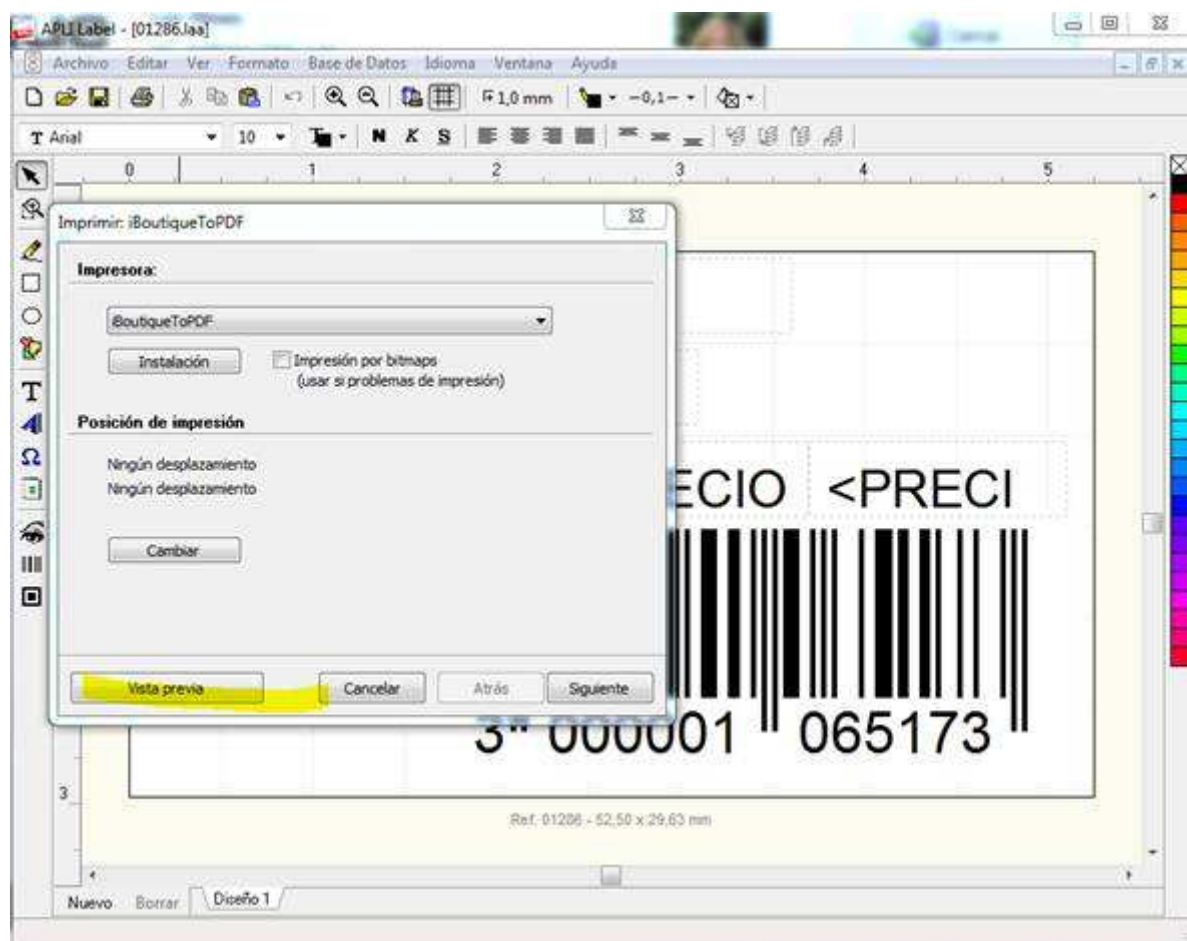 APLI Label - [01286.laa]
Archivo Editar Ver Formato Base de Datos Idioma Ventana Ayuda
1,0 mm -0,1-
T Arial 10 N K S
0 1 2 3 4 5
Imprimir: iBoutiqueToPDF
Impresora:
iBoutiqueToPDF
Instalación
Impresión por bitmaps
(usar si problemas de impresión)
Posición de impresión
Ningún desplazamiento
Ningún desplazamiento
Cambiar
Vista previa Cancelar Atrás Siguiente
T
Ω
ECIO <PRECI
3" 000001 " 065173 "
3
Ref. 01286 - 52,50 x 29,63 mm
Nuevo Borrar Diseño 1